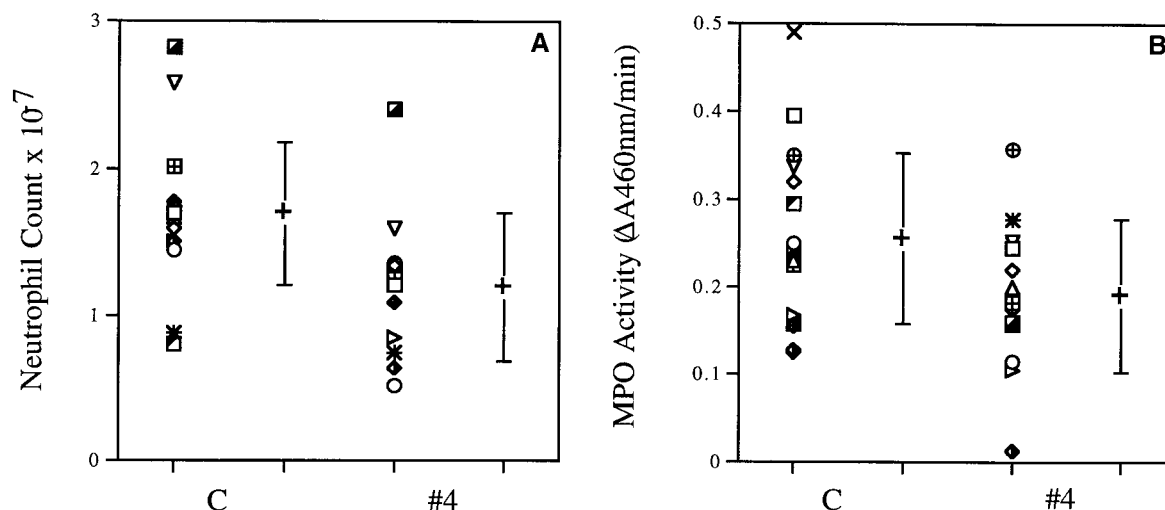 A
Neutrophil Count x 10⁻⁷
3
2
1
0
C
#4
B
MPO Activity (ΔA460nm/min)
0.5
0.4
0.3
0.2
0.1
0
C
#4